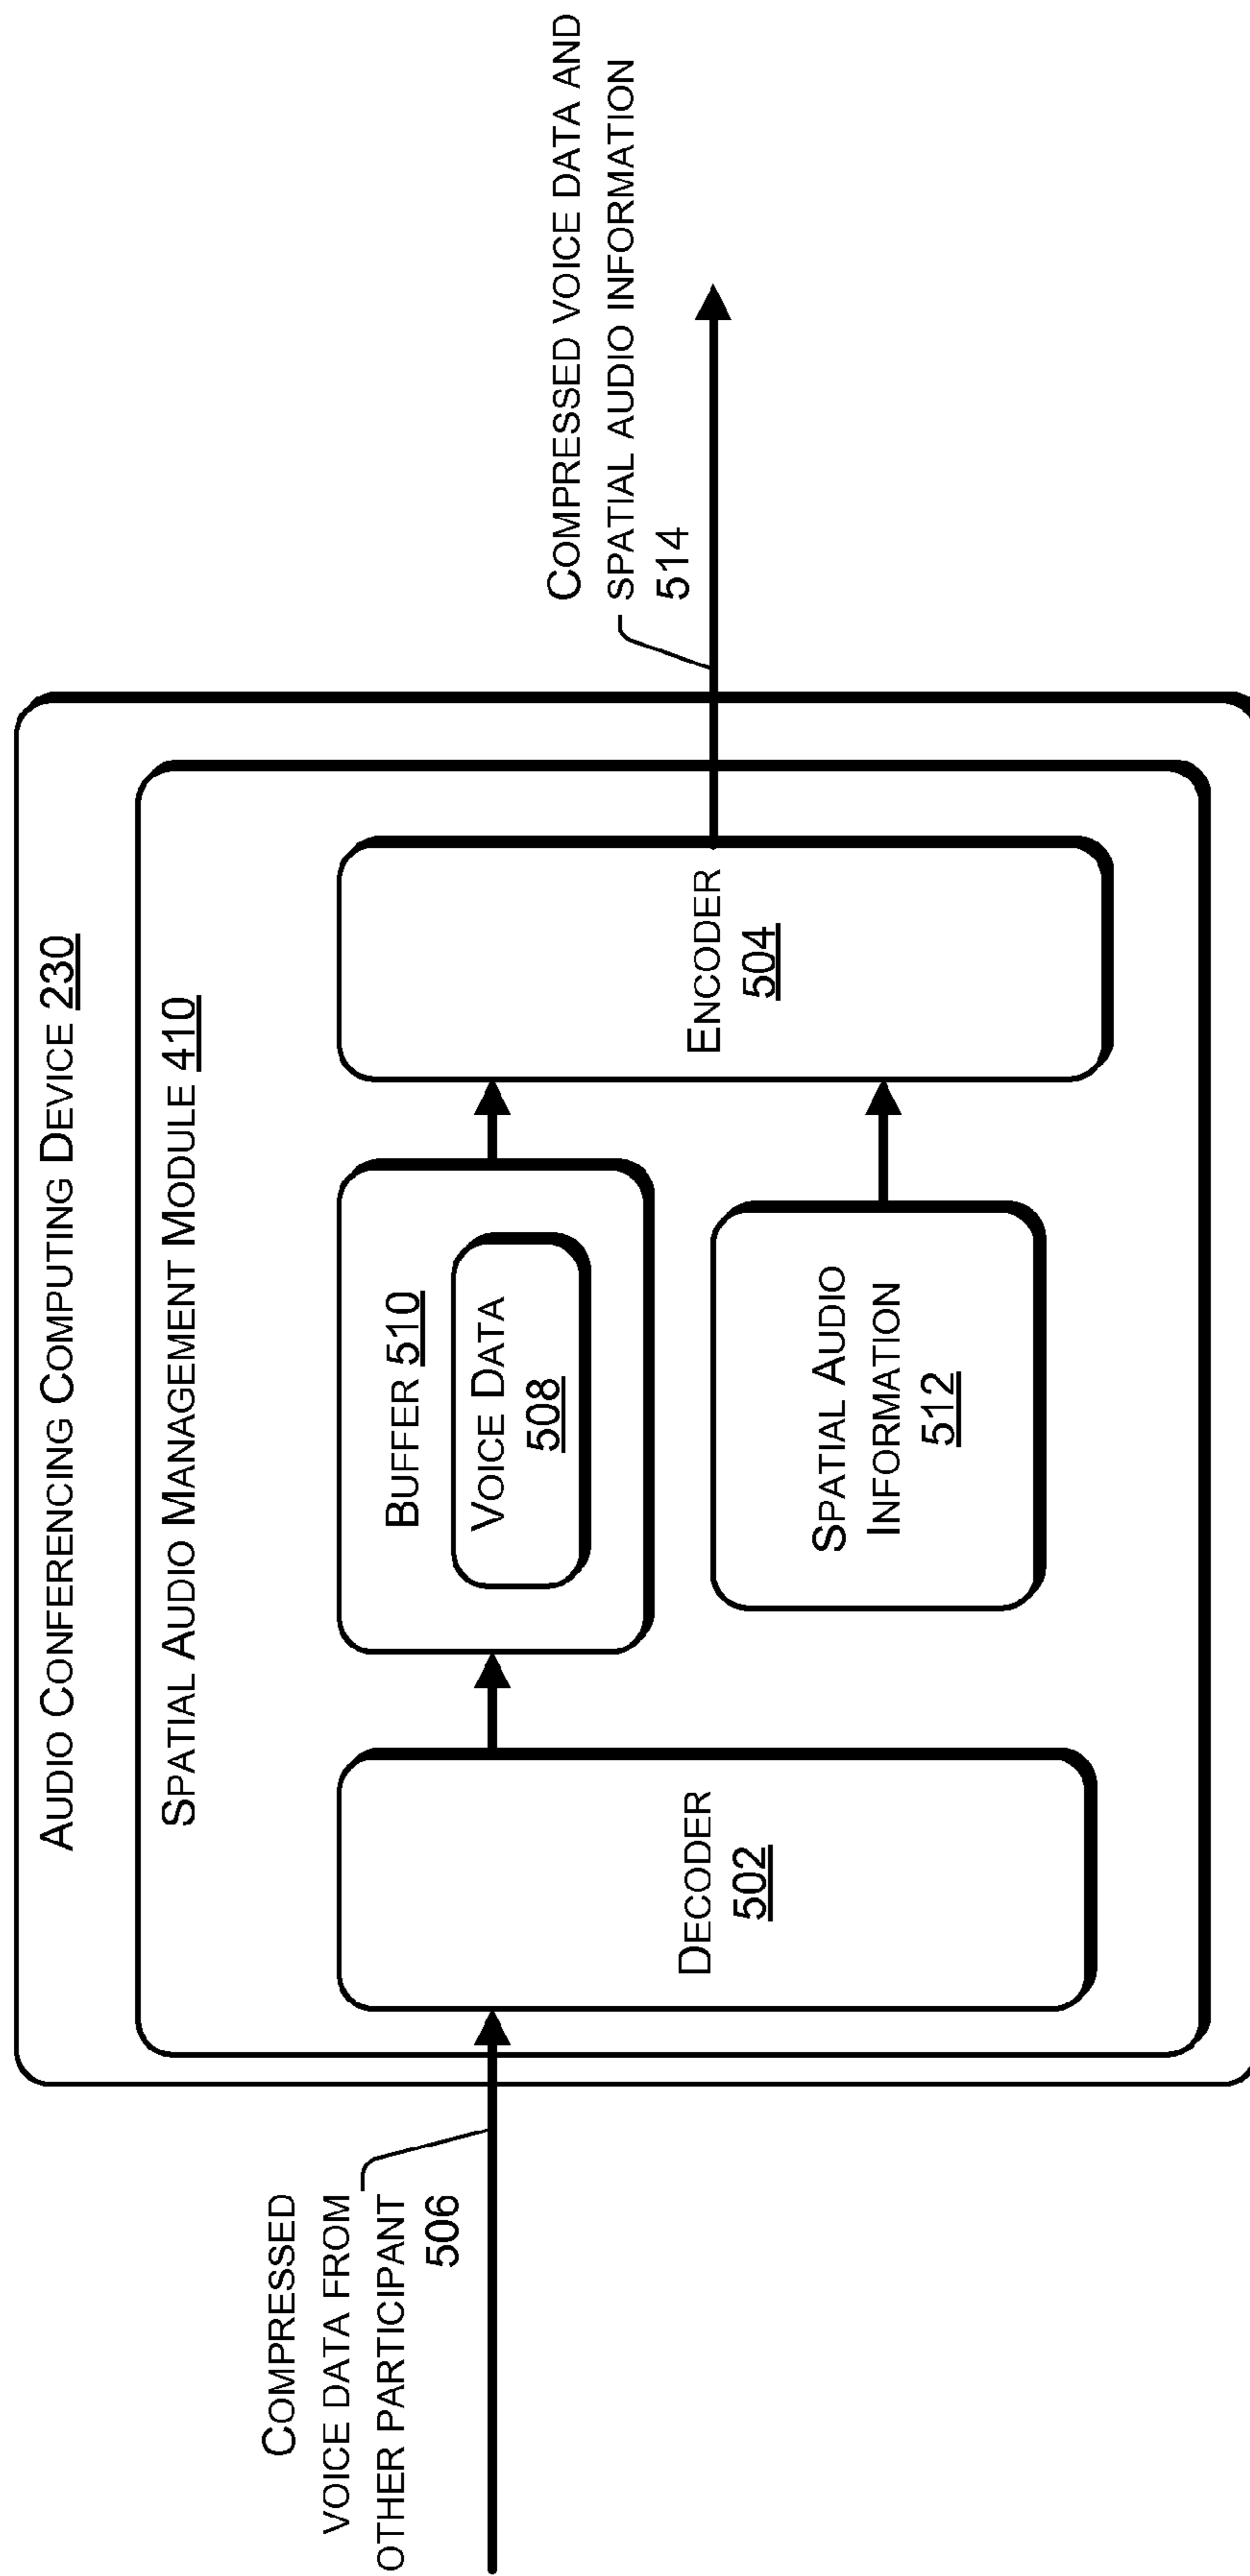 AUDIO CONFERENCING COMPUTING DEVICE 230
SPATIAL AUDIO MANAGEMENT MODULE 410
COMPRESSED
VOICE DATA FROM
OTHER PARTICIPANT
506
DECODER
502
BUFFER 510
VOICE DATA
508
SPATIAL AUDIO
INFORMATION
512
ENCODER
504
COMPRESSED VOICE DATA AND
SPATIAL AUDIO INFORMATION
514